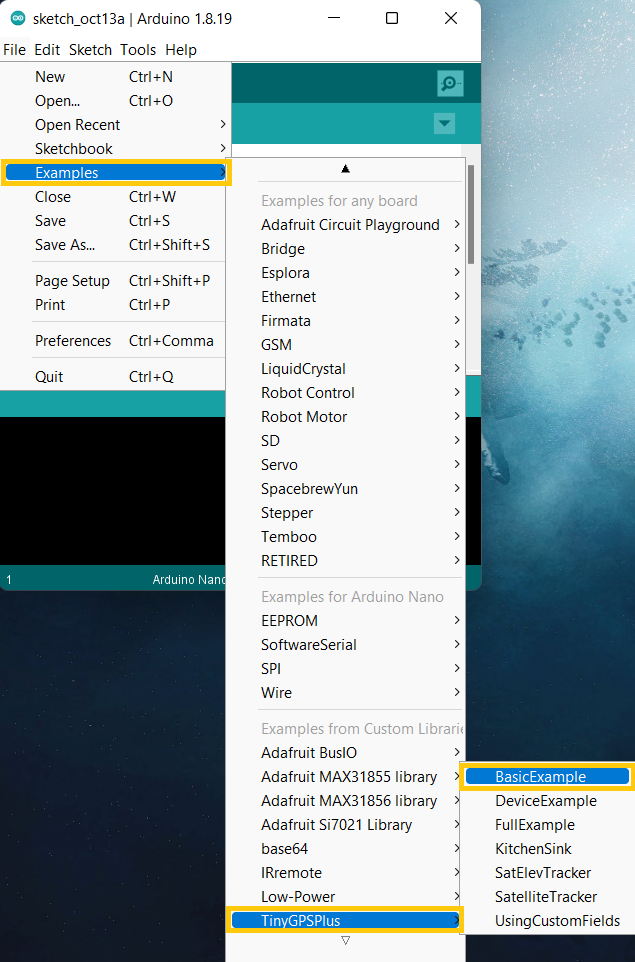 sketch_oct13a | Arduino 1.8.19
File Edit Sketch Tools Help
New Ctrl+N
Open... Ctrl+O
Open Recent
Sketchbook
Examples
Close Ctrl+W
Save Ctrl+S
Save As... Ctrl+Shift+S
Page Setup Ctrl+Shift+P
Print Ctrl+P
Preferences Ctrl+Comma
Quit Ctrl+Q
Examples for any board
Adafruit Circuit Playground
Bridge
Esplora
Ethernet
Firmata
GSM
LiquidCrystal
Robot Control
Robot Motor
SD
Servo
SpacebrewYun
Stepper
Temboo
RETIRED
Examples for Arduino Nano
EEPROM
SoftwareSerial
SPI
Wire
Examples from Custom Librarie
Adafruit BusIO
Adafruit MAX31855 library
Adafruit MAX31856 library
Adafruit Si7021 Library
base64
IRremote
Low-Power
TinyGPSPlus
BasicExample
DeviceExample
FullExample
KitchenSink
SatElevTracker
SatelliteTracker
UsingCustomFields
1 Arduino Nano